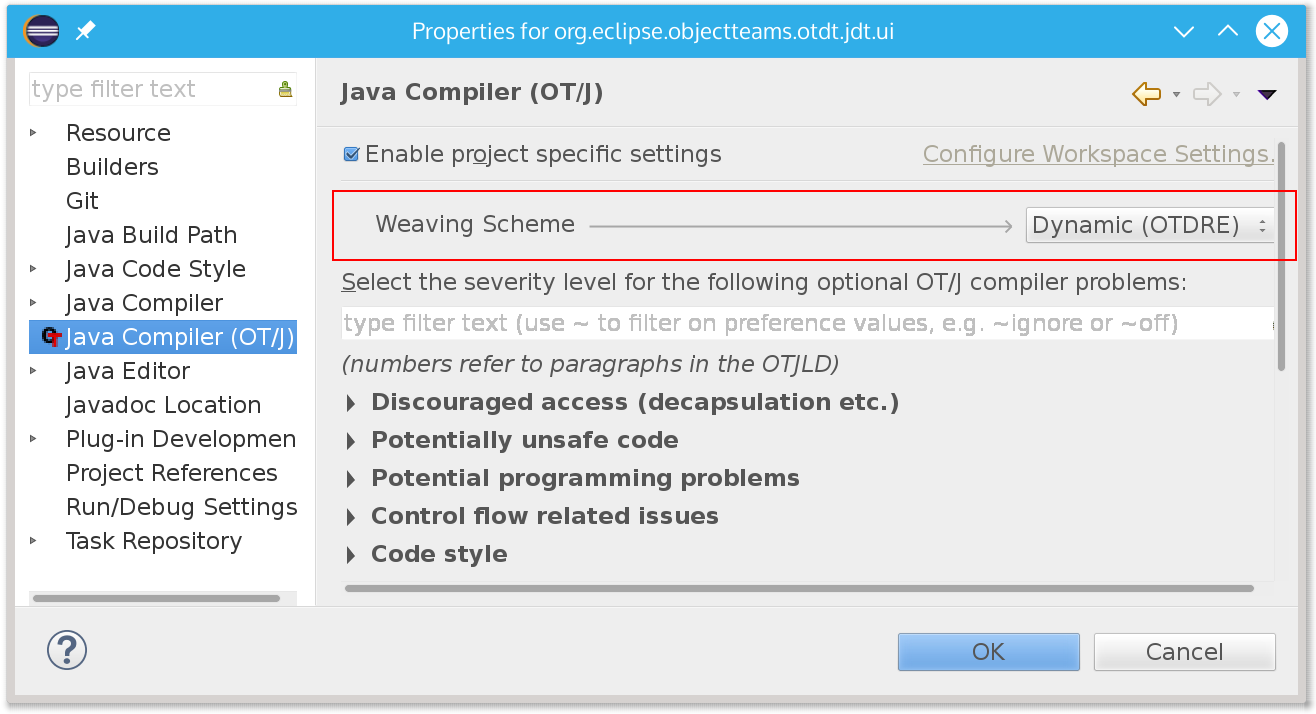 Properties for org.eclipse.objectteams.otdt.jdt.ui
type filter text
Resource
Builders
Git
Java Build Path
Java Code Style
Java Compiler
Java Compiler (OT/J)
Java Editor
Javadoc Location
Plug-in Developmen
Project References
Run/Debug Settings
Task Repository
Java Compiler (OT/J)
Enable project specific settings
Configure Workspace Settings.
Weaving Scheme
Dynamic (OTDRE)
Select the severity level for the following optional OT/J compiler problems:
type filter text (use ~ to filter on preference values, e.g. ~ignore or ~off)
(numbers refer to paragraphs in the OTJLD)
Discouraged access (decapsulation etc.)
Potentially unsafe code
Potential programming problems
Control flow related issues
Code style
?
OK
Cancel